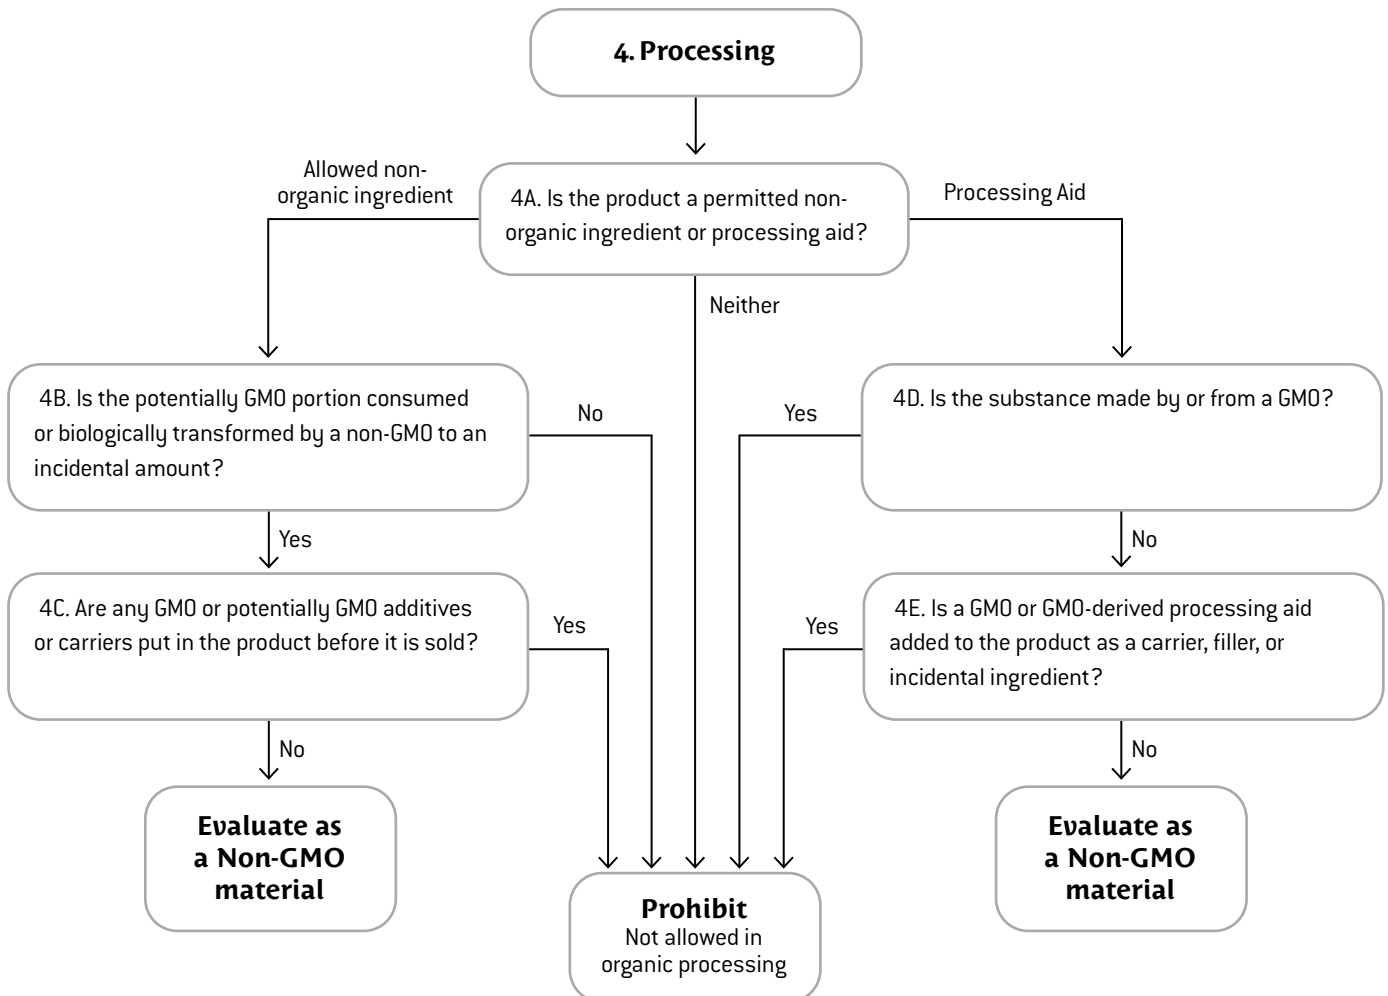 4. Processing
Allowed non-
organic ingredient
4A. Is the product a permitted non-
organic ingredient or processing aid?
Processing Aid
Neither
4B. Is the potentially GMO portion consumed
or biologically transformed by a non-GMO to an
incidental amount?
No
Yes
4D. Is the substance made by or from a GMO?
Yes
No
4C. Are any GMO or potentially GMO additives
or carriers put in the product before it is sold?
Yes
Yes
4E. Is a GMO or GMO-derived processing aid
added to the product as a carrier, filler, or
incidental ingredient?
No
No
Evaluate as
a Non-GMO
material
Prohibit
Not allowed in
organic processing
Evaluate as
a Non-GMO
material